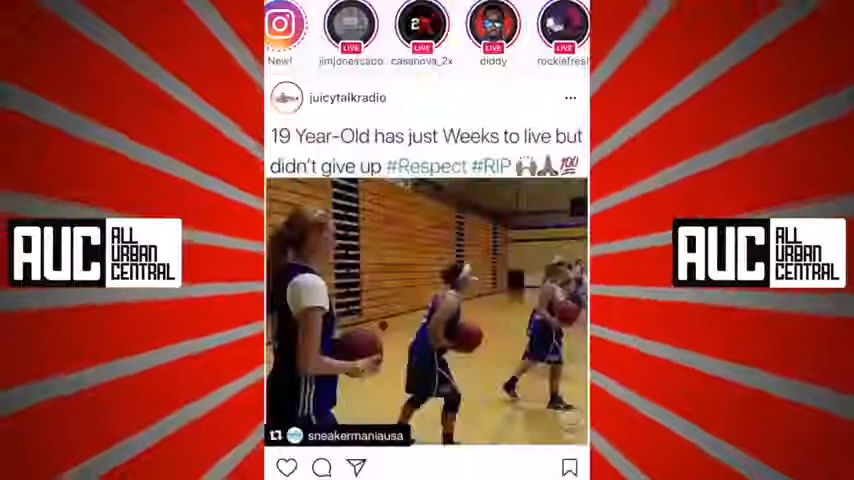 LIVE
LIVE
LIVE
LIVE
New!
jimjonescapo
casanova_2x
diddy
rockiefresh
juicytalkradio
19 Year-Old has just Weeks to live but
didn't give up #Respect #RIP 🙌🏽🙏🏽💯
AUC ALL
URBAN
CENTRAL
AUC ALL
URBAN
CENTRAL
sneakermaniausa